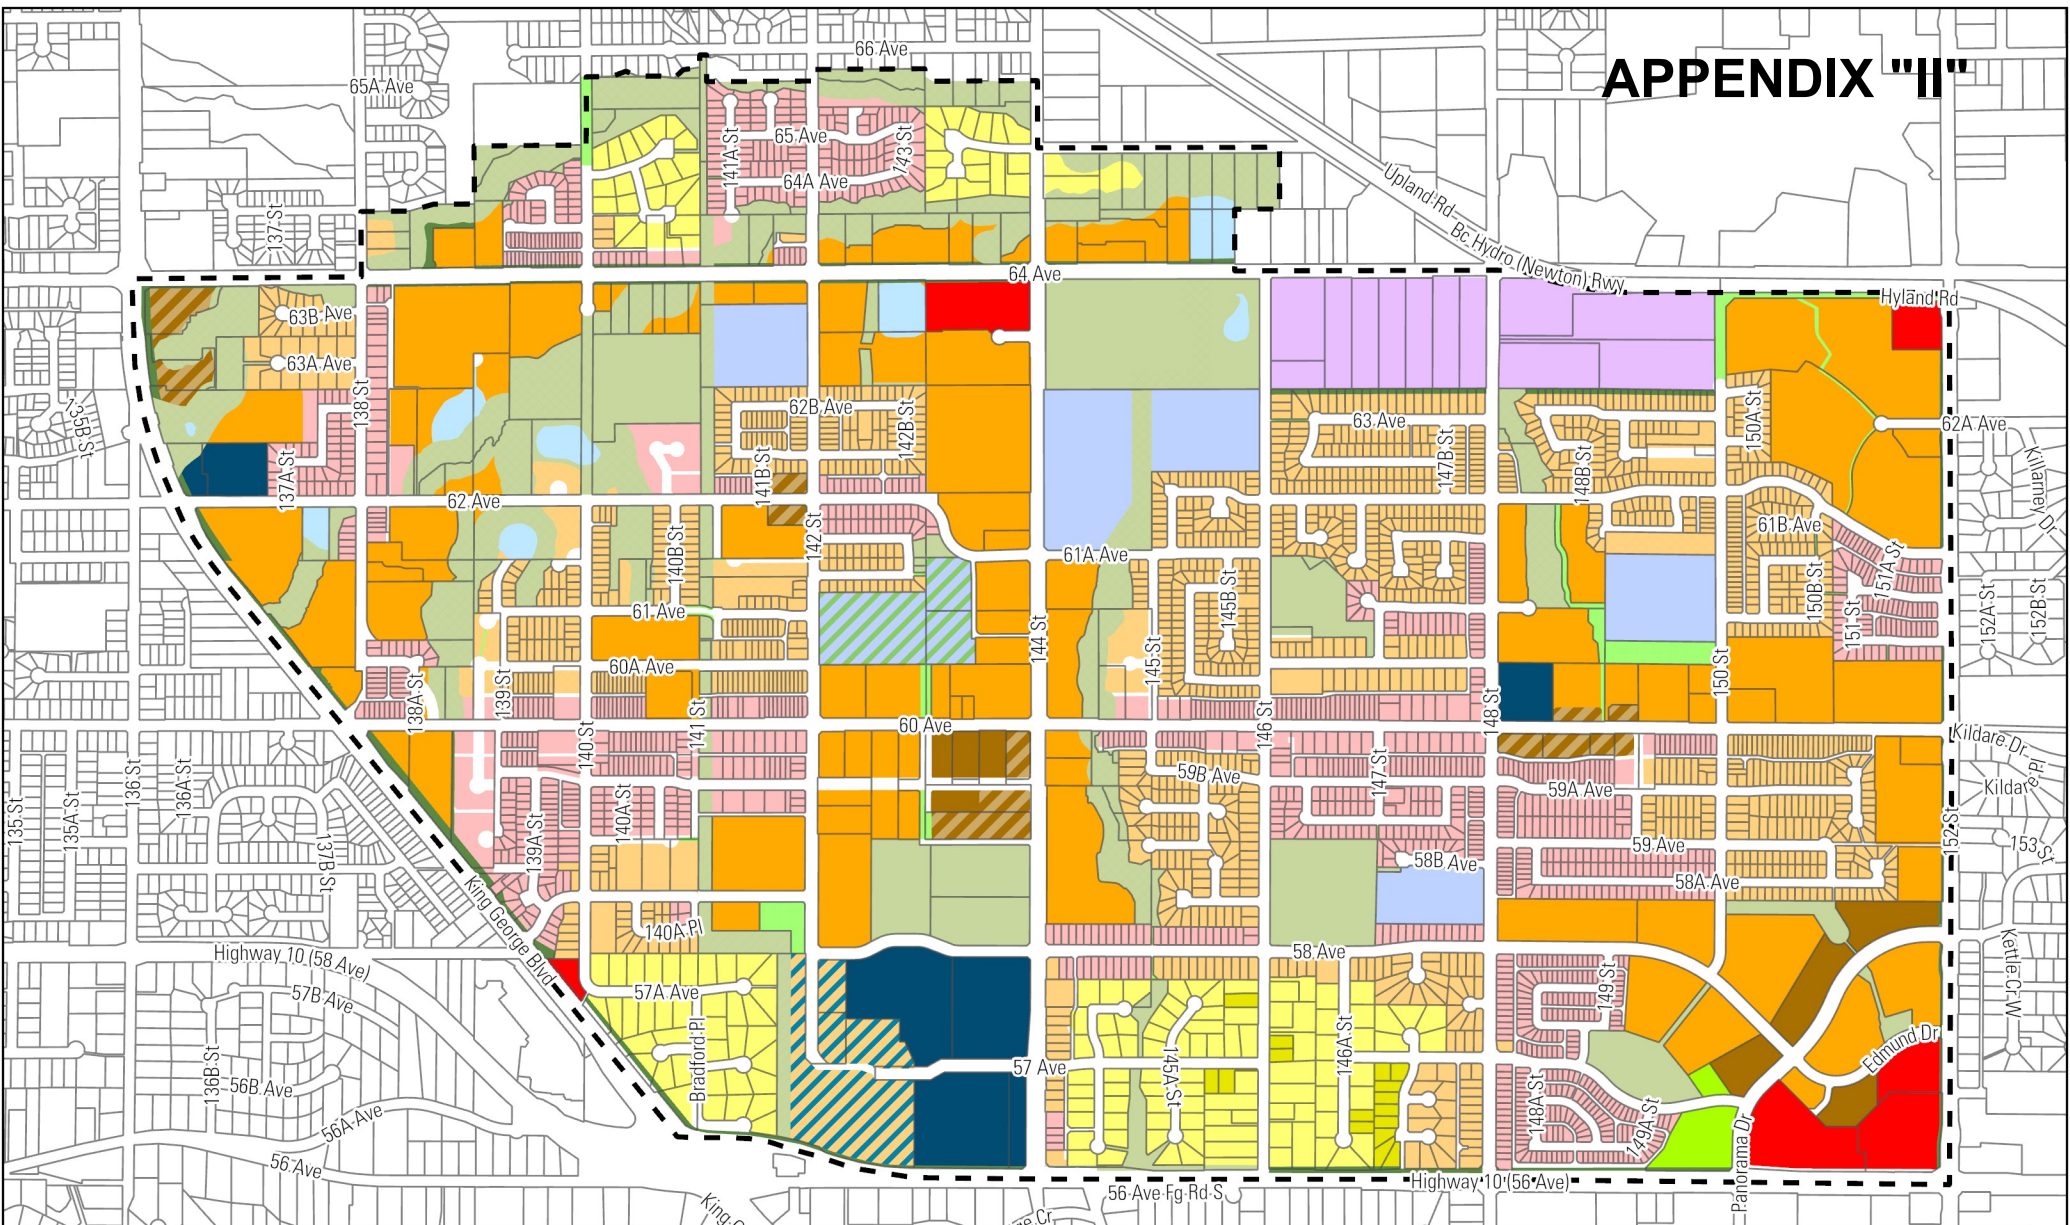 66 Ave
APPENDIX "II"
65A Ave
65 Ave
141A St
143 St
64A Ave
Upland Rd
137 St
Bc Hydro (Newton) Rwy
64 Ave
Hyland Rd
63B Ave
63A Ave
138 St
135B St
62B Ave
142B St
63 Ave
147B St
150A St
62A Ave
Killarney Dr
137A St
141B St
148B St
62 Ave
142 St
61B Ave
140B St
61A Ave
151A St
145B St
150B St
152A St
152B St
61 Ave
151 St
144 St
60A Ave
145 St
139 St
138A St
150 St
141 St
146 St
148 St
60 Ave
140 St
Kildare Dr
136 St
136A St
135 St
135A St
59B Ave
147 St
59A Ave
Kildare Pl
140A St
139A St
137B St
59 Ave
152 St
153 St
58B Ave
58A Ave
King George Blvd
140A Pl
58 Ave
Highway 10 (58 Ave)
57A Ave
57B Ave
149 St
Kettle Cr W
Bradford Pl
145A St
146A St
57 Ave
Edmund Dr
136B St
56B Ave
148A St
149A St
56A Ave
Panorama Dr
56 Ave
Highway 10 (56 Ave)
56 Ave Fg Rd S
King G
ge Cr